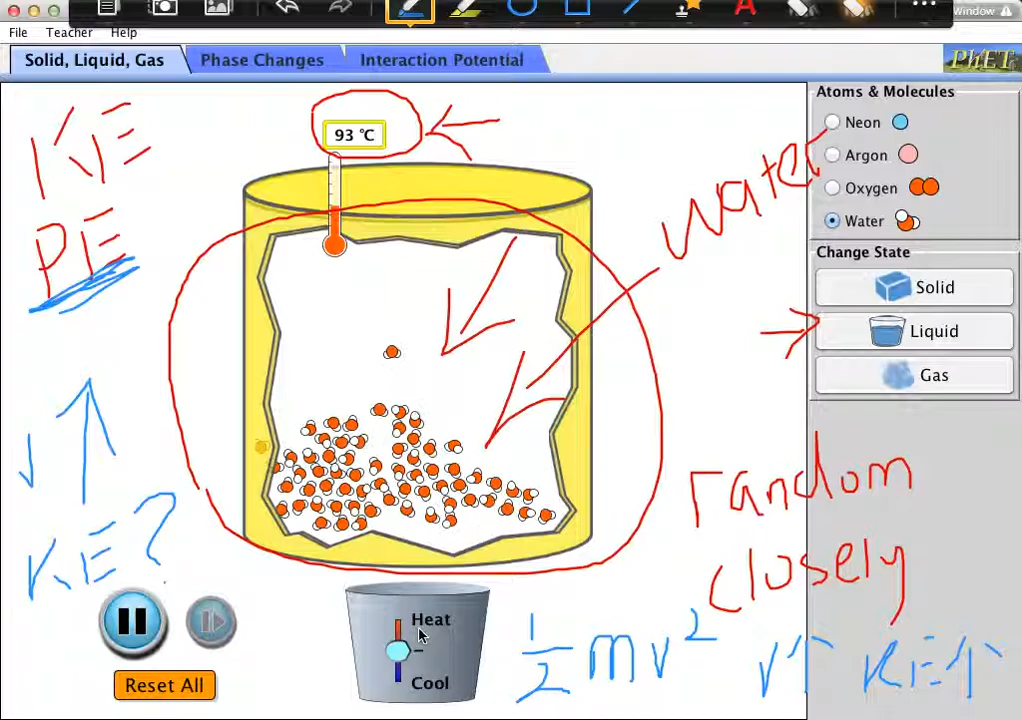 Window
File Teacher Help
Solid, Liquid, Gas Phase Changes Interaction Potential PhET
Atoms & Molecules
Neon
Argon
Oxygen
Water
Change State
Solid
Liquid
Gas
93 °C
KE
PE
water
V↑
KE?
random
closely
Heat
Cool
Reset All
½ mv² v↑ KE↑